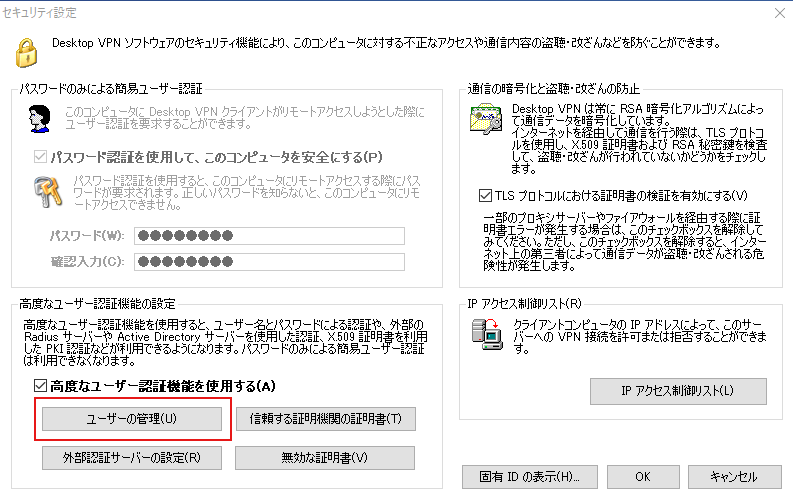 セキュリティ設定
Desktop VPN ソフトウェアのセキュリティ機能により、このコンピュータに対する不正なアクセスや通信内容の盗聴・改ざんなどを防ぐことができます。
パスワードのみによる簡易ユーザー認証
このコンピュータに Desktop VPN クライアントがリモートアクセスしようとした際に
ユーザー認証を要求することができます。
パスワード認証を使用して、このコンピュータを安全にする(P)
パスワード認証を使用すると、このコンピュータにリモートアクセスする際にパス
ワードが要求されます。正しいパスワードを知らないと、このコンピュータにリモ
ートアクセスできません。
パスワード(W):
確認入力(C):
高度なユーザー認証機能の設定
高度なユーザー認証機能を使用すると、ユーザー名とパスワードによる認証や、外部の
Radius サーバーや Active Directory サーバーを使用した認証、X.509 証明書を利用
した PKI 認証などが利用できるようになります。パスワードのみによる簡易ユーザー認証
は利用できなくなります。
高度なユーザー認証機能を使用する(A)
ユーザーの管理(U)
信頼する証明機関の証明書(T)
外部認証サーバーの設定(R)
無効な証明書(V)
通信の暗号化と盗聴・改ざんの防止
Desktop VPN は常に RSA 暗号化アルゴリズムによっ
て通信データを暗号化しています。
インターネットを経由して通信を行う際は、TLS プロトコ
ルを使用し、X.509 証明書および RSA 秘密鍵を検査
して、盗聴・改ざんが行われていないかどうかをチェックし
ます。
TLS プロトコルにおける証明書の検証を有効にする(V)
一部のプロキシサーバーやファイアウォールを経由する際に証
明書エラーが発生する場合は、このチェックボックスを解除して
みてください。ただし、このチェックボックスを解除すると、インター
ネット上の第三者によって通信データが盗聴・改ざんされる危
険性が発生します。
IP アクセス制御リスト(R)
クライアントコンピュータの IP アドレスによって、このサー
バーへの VPN 接続を許可または拒否することができま
す。
IP アクセス制御リスト(L)
固有 ID の表示(H)...
OK
キャンセル